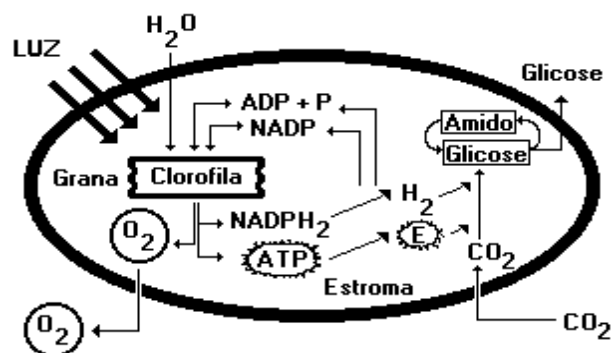 H₂O
LUZ
Glicose
ADP + P
NADP
Amido
Glicose
Grana
Clorofila
H₂
NADPH₂
O₂
ATP
E
CO₂
Estroma
O₂
CO₂